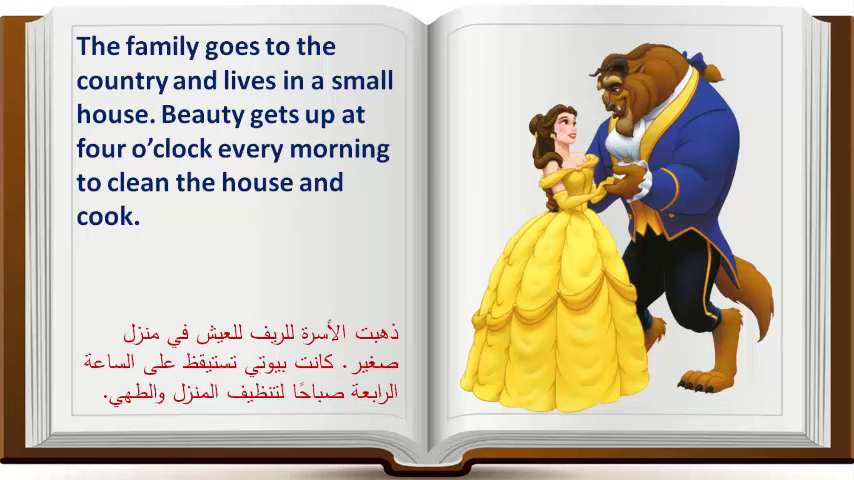 The family goes to the
country and lives in a small
house. Beauty gets up at
four o’clock every morning
to clean the house and
cook.
ذهبت الأسرة للريف للعيش في منزل
صغير. كانت بيوتي تستيقظ على الساعة
الرابعة صباحًا لتنظيف المنزل والطهي.